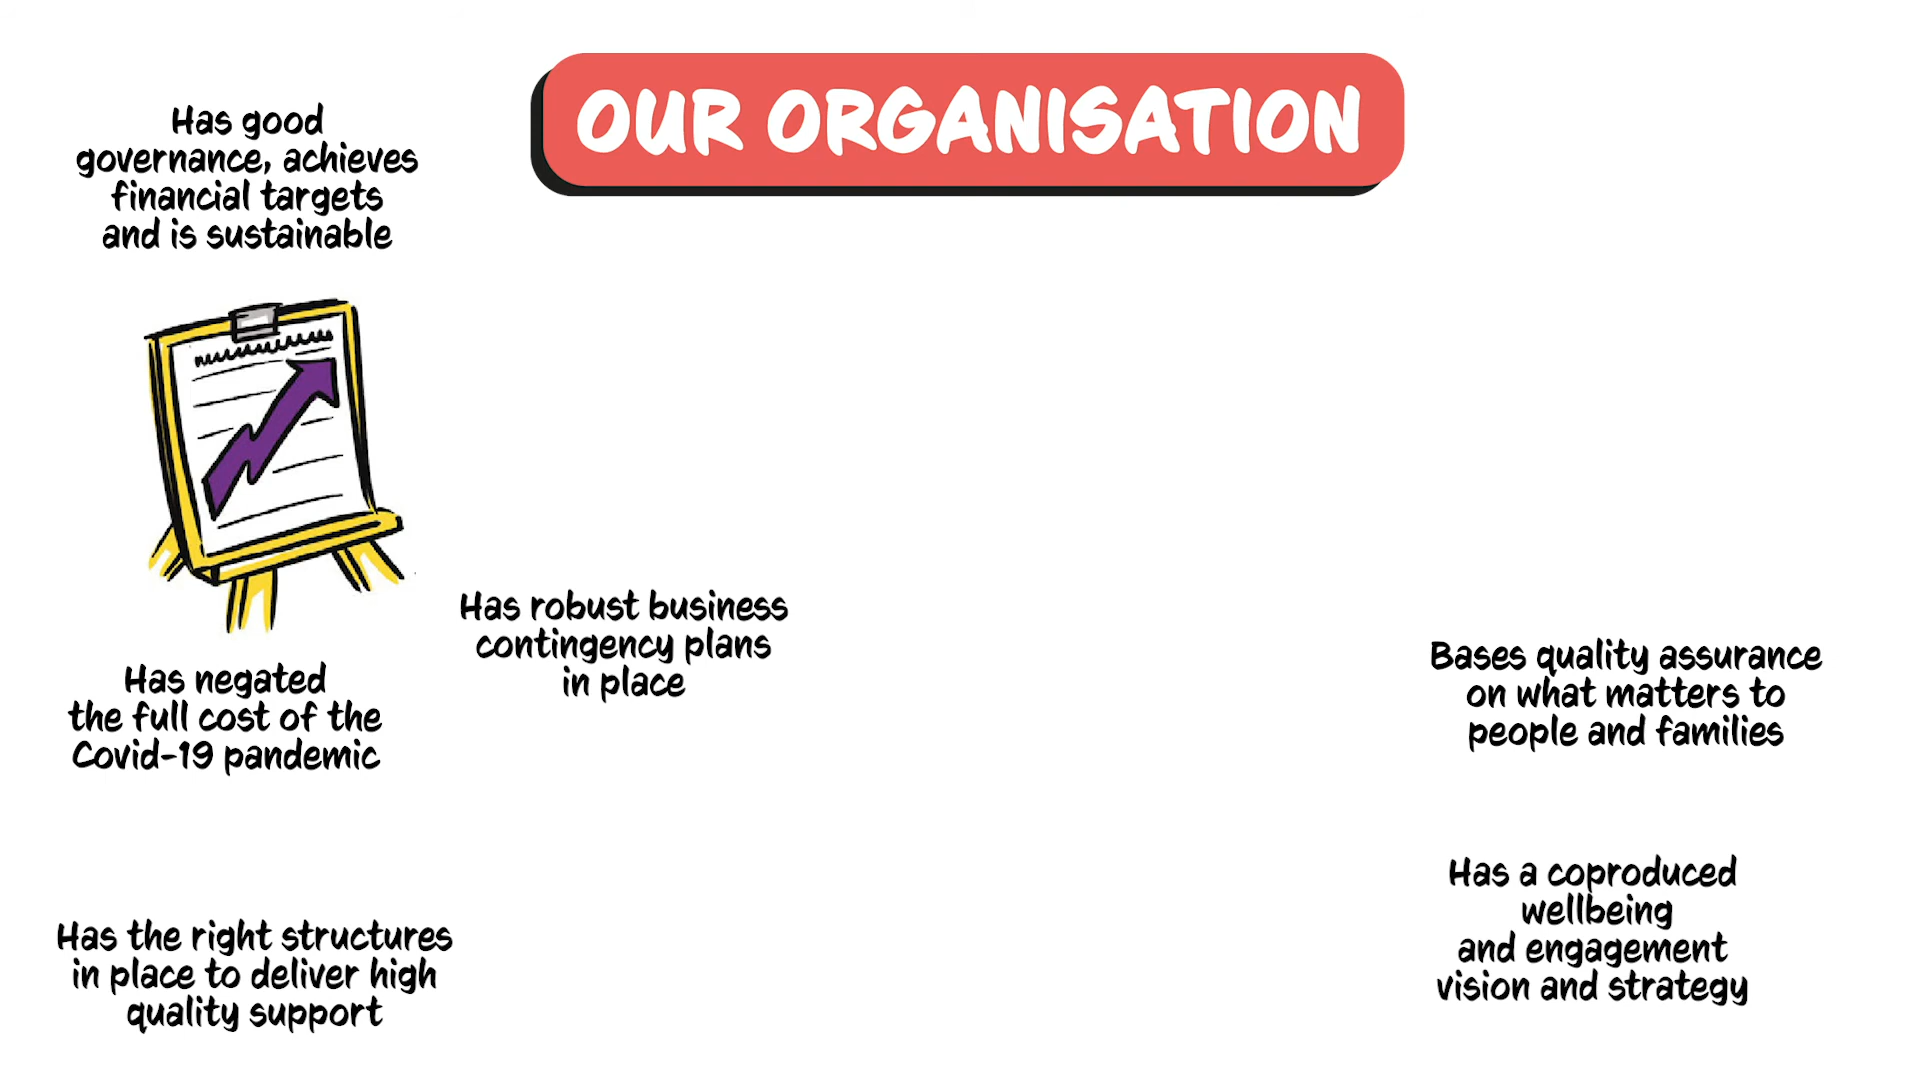 OUR ORGANISATION
Has good
governance, achieves
financial targets
and is sustainable
Has robust business
contingency plans
in place
Has negated
the full cost of the
Covid-19 pandemic
Has the right structures
in place to deliver high
quality support
Bases quality assurance
on what matters to
people and families
Has a coproduced
wellbeing
and engagement
vision and strategy